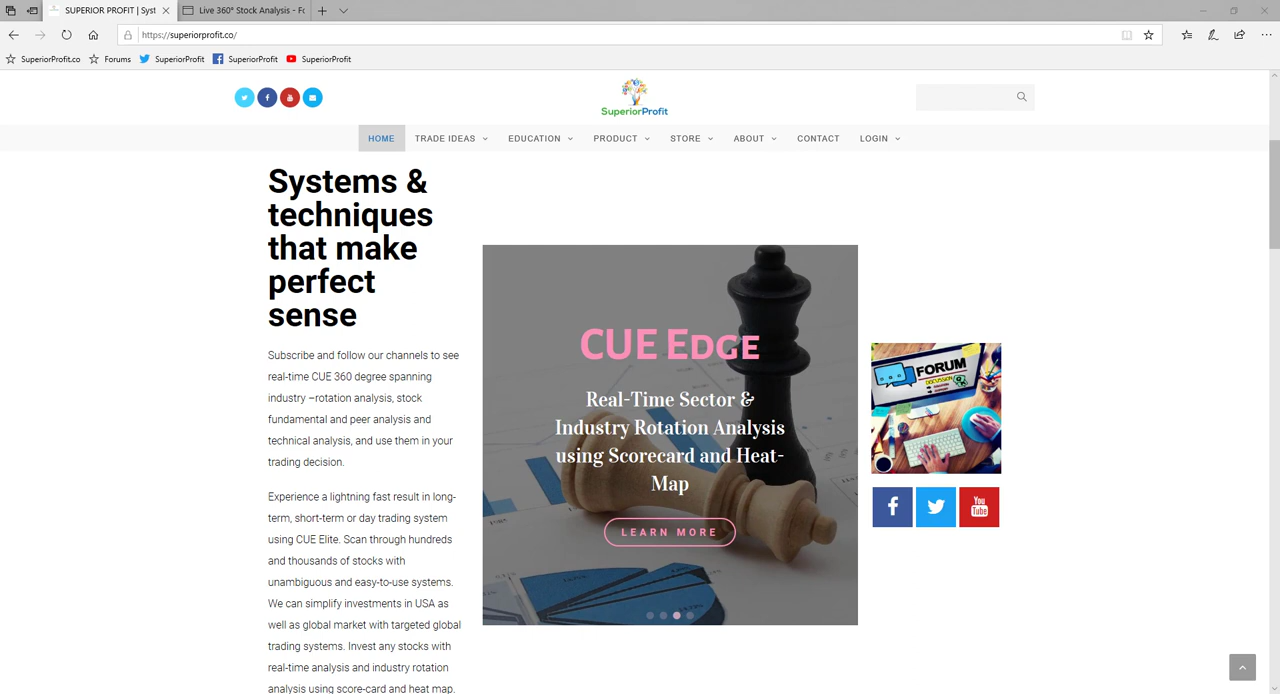 SUPERIOR PROFIT | Syst
Live 360° Stock Analysis - Fo
https://superiorprofit.co/
SuperiorProfit.co
Forums
SuperiorProfit
SuperiorProfit
SuperiorProfit
SuperiorProfit
HOME
TRADE IDEAS
EDUCATION
PRODUCT
STORE
ABOUT
CONTACT
LOGIN
Systems &
techniques
that make
perfect
sense
Subscribe and follow our channels to see
real-time CUE 360 degree spanning
industry –rotation analysis, stock
fundamental and peer analysis and
technical analysis, and use them in your
trading decision.
Experience a lightning fast result in long-
term, short-term or day trading system
using CUE Elite. Scan through hundreds
and thousands of stocks with
unambiguous and easy-to-use systems.
We can simplify investments in USA as
well as global market with targeted global
trading systems. Invest any stocks with
real-time analysis and industry rotation
analysis using score-card and heat map.
CUE Edge
Real-Time Sector &
Industry Rotation Analysis
using Scorecard and Heat-
Map
LEARN MORE
FORUM
DISCUSSION
You
Tube